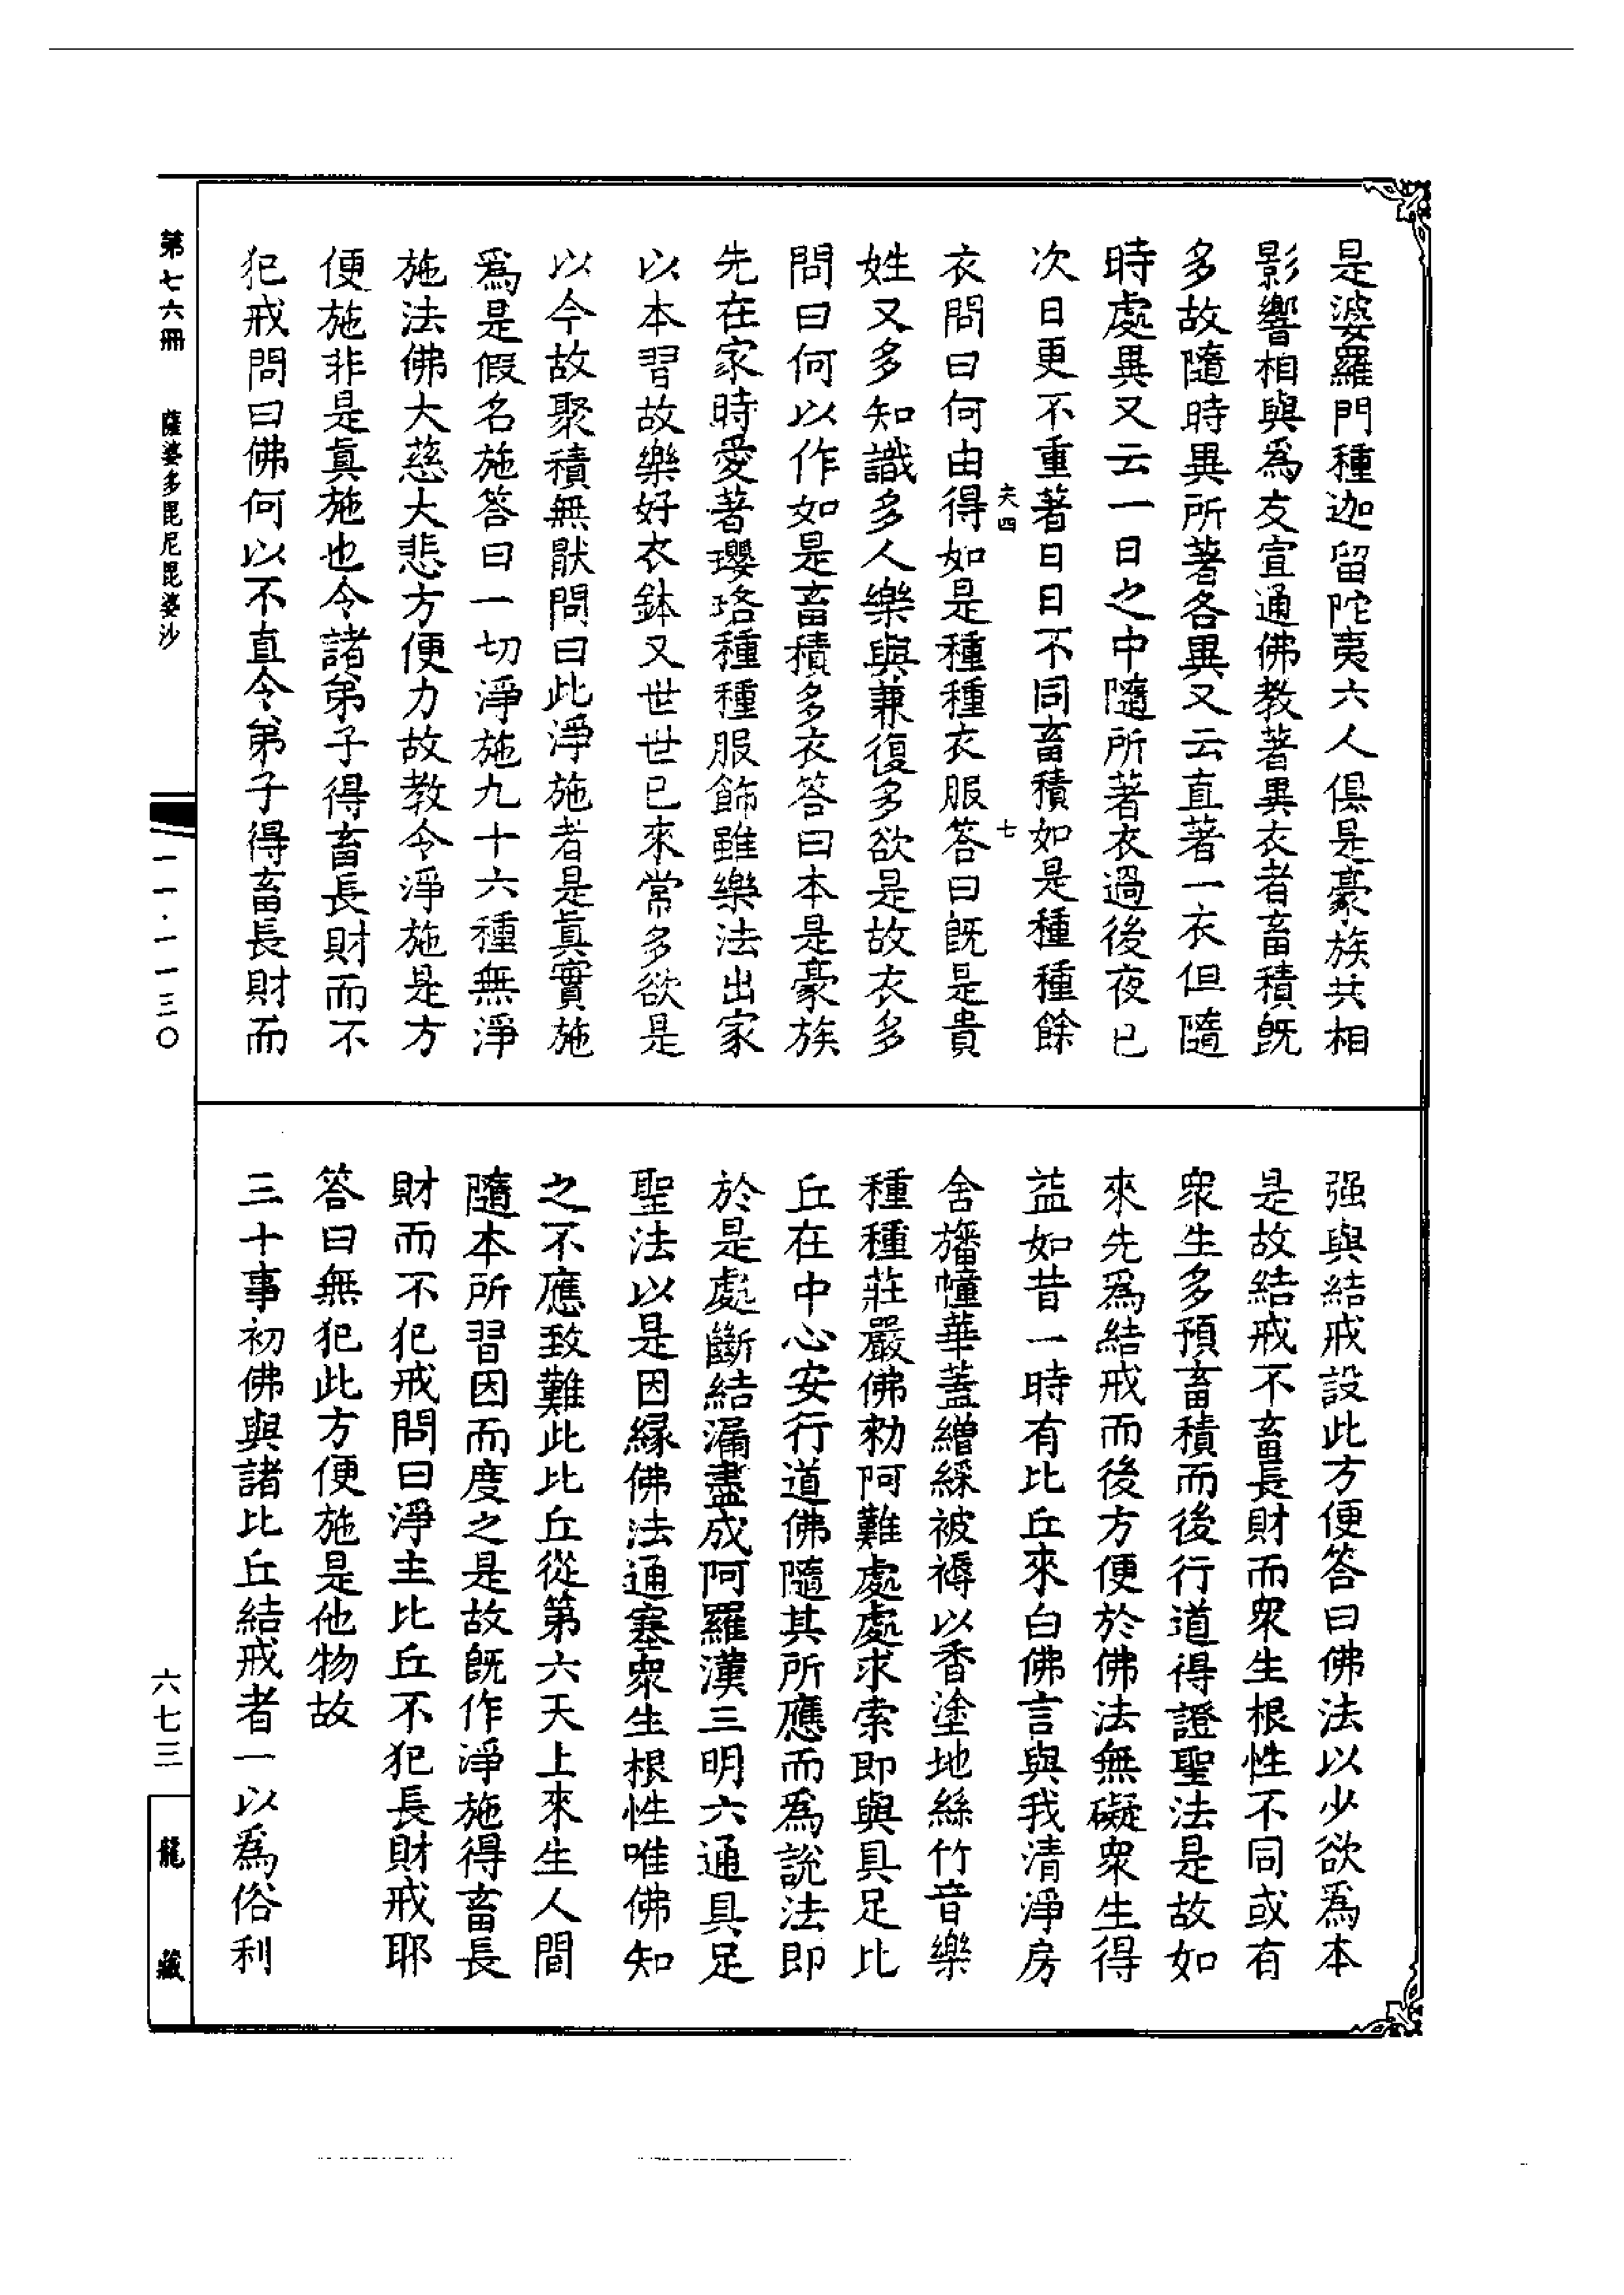 是婆羅門種迦留陀夷六人俱是豪族共相
影響相與爲友宣通佛教著異衣者畜積旣
多故隨時異所著各異又云直著一衣但隨
時處異又云一日之中隨所著衣過後夜已
次日更不重著日日不同畜積如是種種餘
夫四 七
衣問曰何由得如是種種衣服答曰旣是貴
姓又多知識多人樂與兼復多欲是故衣多
問曰何以作如是畜積多衣答曰本是豪族
先在家時愛著瓔珞種種服飾雖樂法出家
以本習故樂好衣鉢又世世已來常多欲是
以今故聚積無猒問曰此淨施者是眞實施
爲是假名施答曰一切淨施九十六種無淨
施法佛大慈大悲方便力故教令淨施是方
便施非是眞施也令諸弟子得畜長財而不
犯戒問曰佛何以不直令弟子得畜長財而
强與結戒設此方便答曰佛法以少欲爲本
是故結戒不畜長財而衆生根性不同或有
衆生多預畜積而後行道得證聖法是故如
來先爲結戒而後方便於佛法無礙衆生得
益如昔一時有比丘來白佛言與我清淨房
舍旛幢華蓋繒綵被褥以香塗地絲竹音樂
種種莊嚴佛勑阿難處處求索即與具足比
丘在中心安行道佛隨其所應而爲說法即
於是處斷結漏盡成阿羅漢三明六通具足
聖法以是因緣佛法通塞衆生根性唯佛知
之不應致難此比丘從第六天上來生人間
隨本所習因而度之是故旣作淨施得畜長
財而不犯戒問曰淨主比丘不犯長財戒耶
答曰無犯此方便施是他物故
三十事初佛與諸比丘結戒者一以爲俗利
第七六冊 薩婆多毘尼毘婆沙
一一·一一三〇
六七三
龍藏